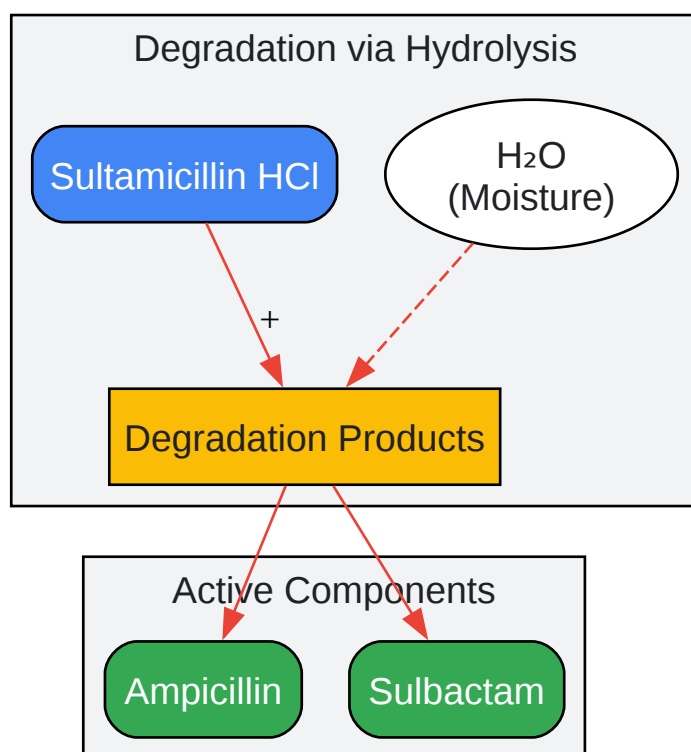 Degradation via Hydrolysis
Sultamicillin HCl
H₂O
(Moisture)
+
Degradation Products
Active Components
Ampicillin
Sulbactam